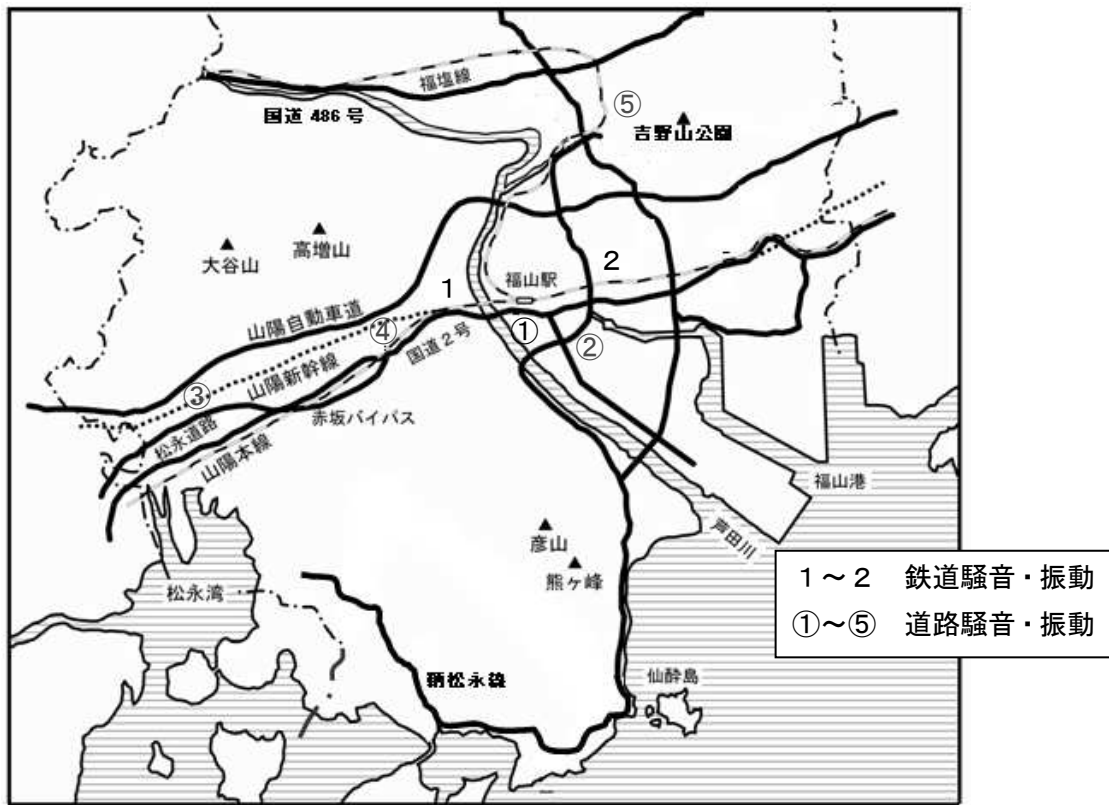 福塩線
国道 486 号
⑤
吉野山公園
大谷山
高増山
1
福山駅
2
山陽自動車道
④
国道2号
①
②
③
山陽新幹線
松永道路
赤坂バイパス
山陽本線
福山港
芦田川
彦山
熊ヶ峰
松永湾
1~2 鉄道騒音・振動
①~⑤ 道路騒音・振動
仙酔島
鞆松永線